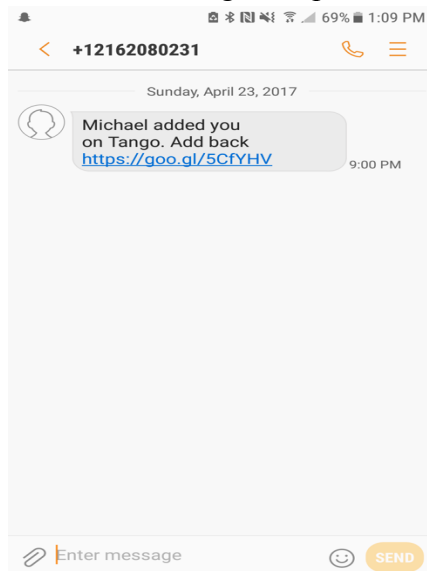 69% 1:09 PM
+12162080231
Sunday, April 23, 2017
Michael added you
on Tango. Add back
https://goo.gl/5CfYHV
9:00 PM
Enter message
SEND